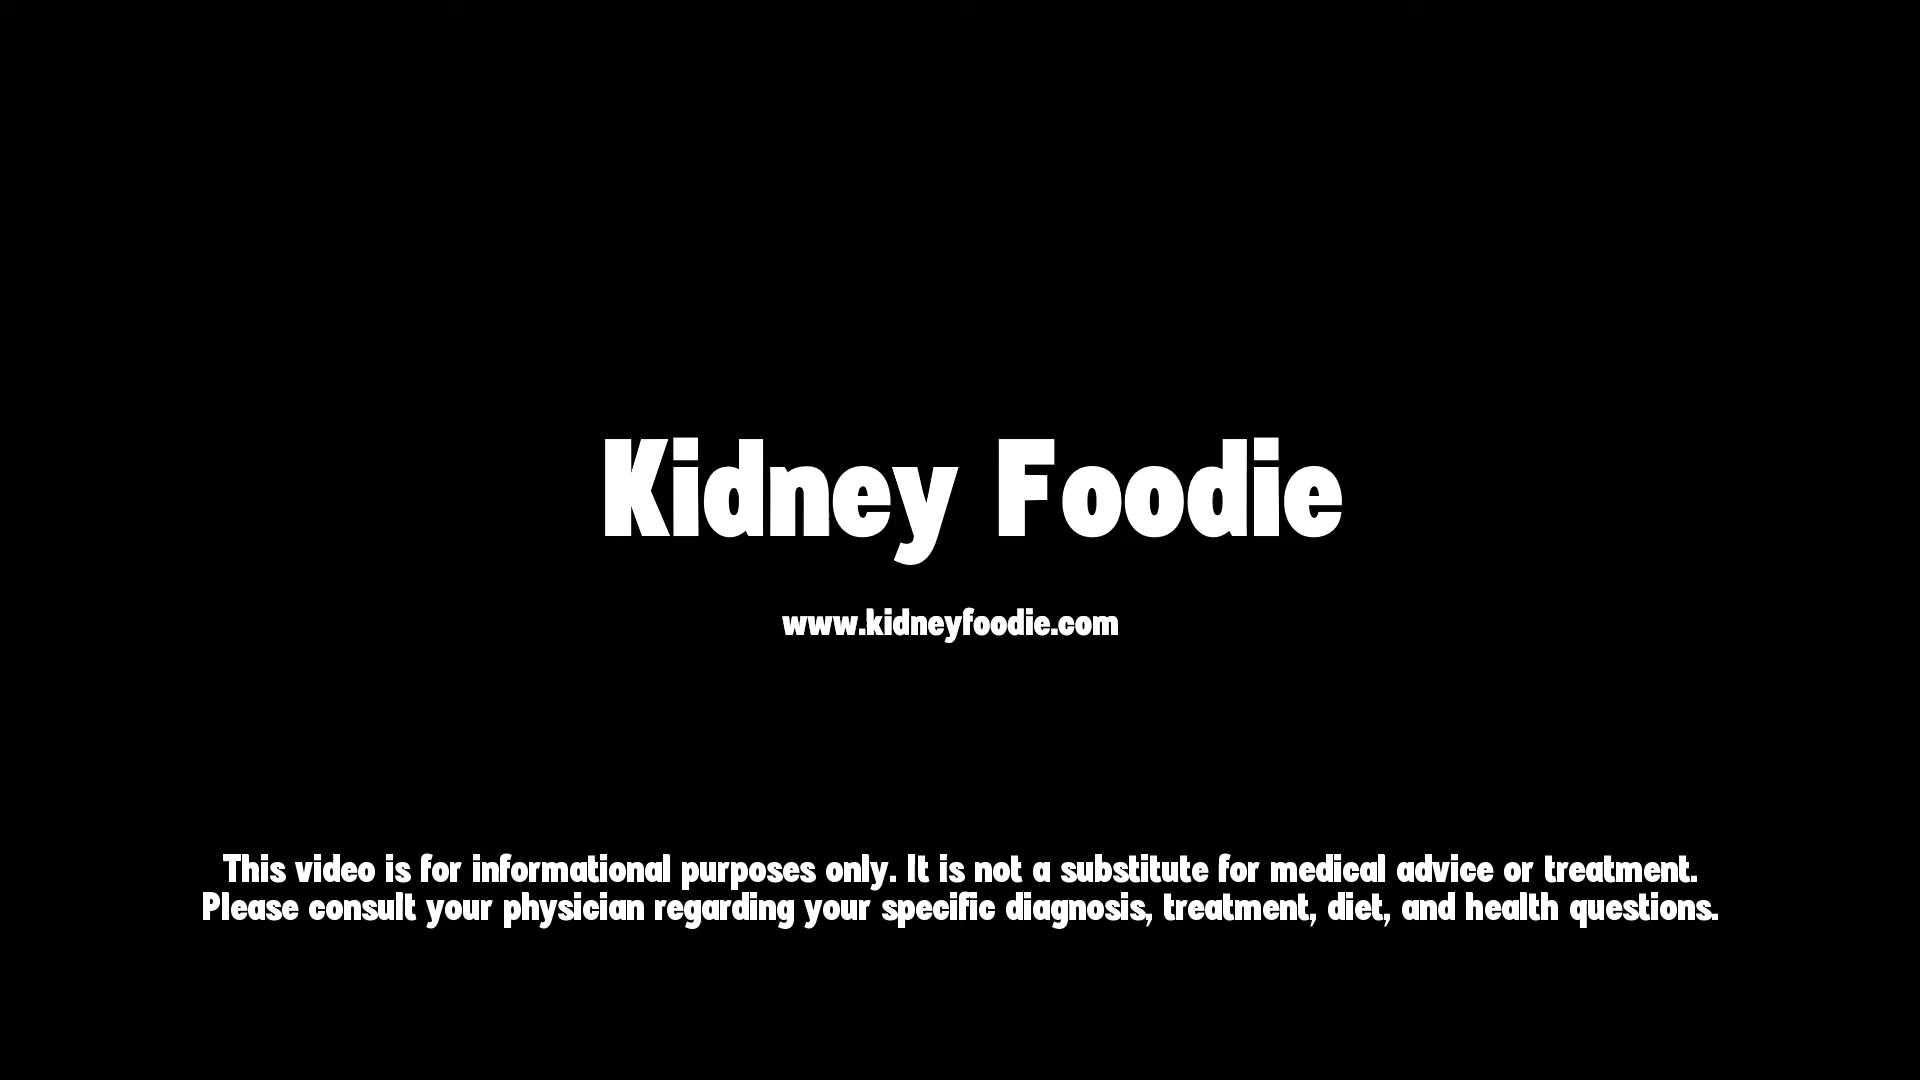 Kidney Foodie
www.kidneyfoodie.com
This video is for informational purposes only. It is not a substitute for medical advice or treatment.
Please consult your physician regarding your specific diagnosis, treatment, diet, and health questions.